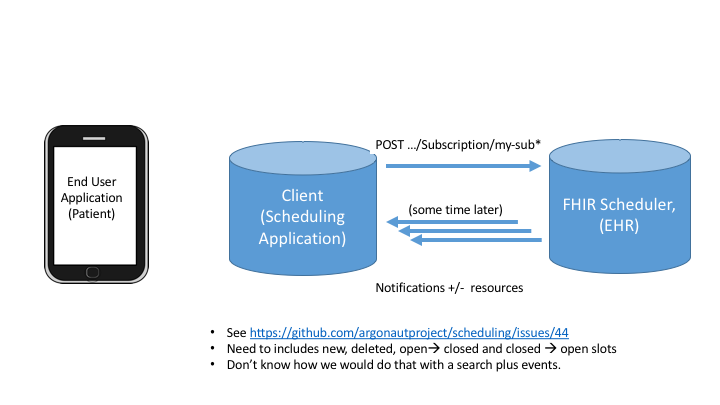 End User
Application
(Patient)
POST …/Subscription/my-sub*
Client
(Scheduling
Application)
(some time later)
FHIR Scheduler,
(EHR)
Notifications +/-  resources
• See https://github.com/argonautproject/scheduling/issues/44
• Need to includes new, deleted, open→ closed and closed → open slots
• Don’t know how we would do that with a search plus events.